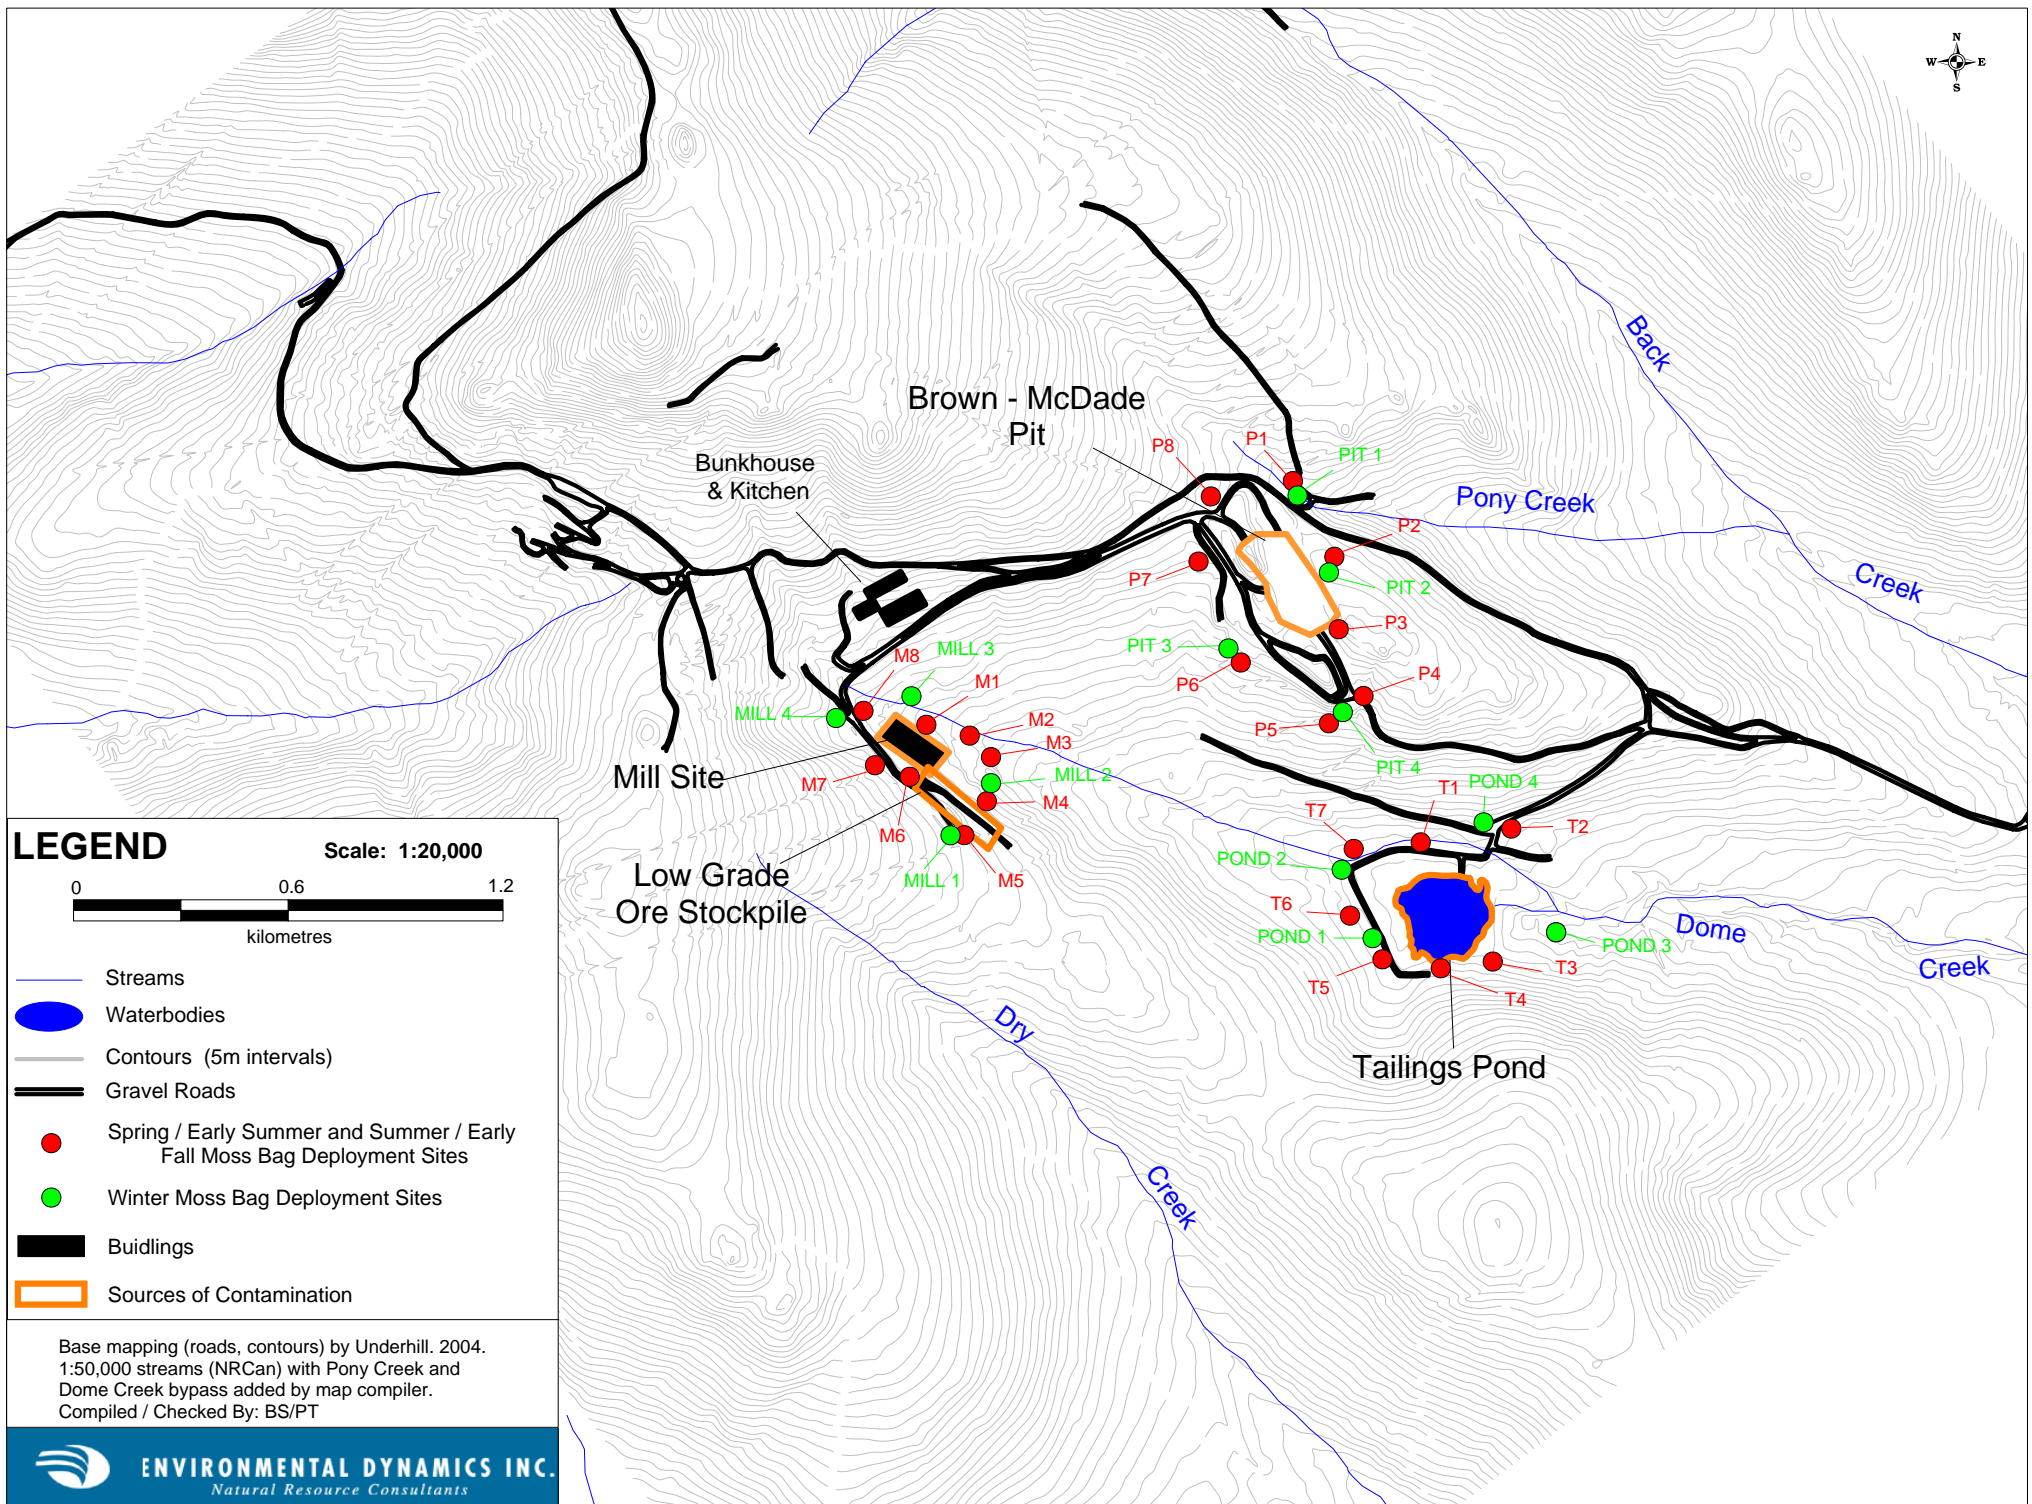 N
W E
S
Back
Creek
Brown - McDade
Pit
P8
P1
PIT 1
Bunkhouse
& Kitchen
Pony Creek
P2
P7
PIT 2
P3
PIT 3
P6
P4
P5
PIT 4
M8
MILL 3
M1
MILL 4
M2
M3
Mill Site
M7
MILL 2
M4
M6
MILL 1
M5
Low Grade
Ore Stockpile
T1
POND 4
T7
T2
POND 2
T6
POND 1
T5
T4
T3
POND 3
Dome
Creek
Tailings Pond
Dry
Creek
LEGEND
Scale: 1:20,000
0 0.6 1.2
kilometres
Streams
Waterbodies
Contours (5m intervals)
Gravel Roads
Spring / Early Summer and Summer / Early
Fall Moss Bag Deployment Sites
Winter Moss Bag Deployment Sites
Buidlings
Sources of Contamination
Base mapping (roads, contours) by Underhill. 2004.
1:50,000 streams (NRCan) with Pony Creek and
Dome Creek bypass added by map compiler.
Compiled / Checked By: BS/PT
ENVIRONMENTAL DYNAMICS INC.
Natural Resource Consultants